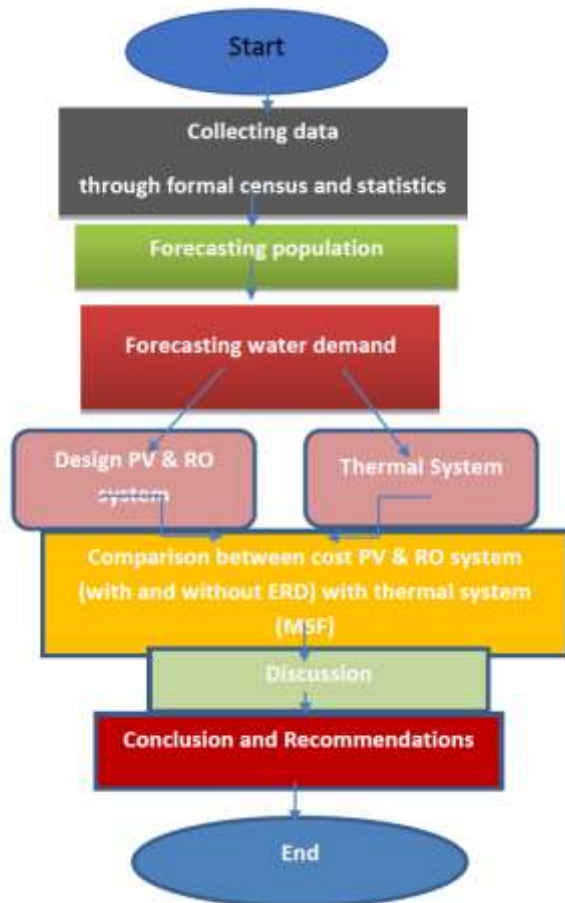 Start
Collecting data
through formal census and statistics
Forecasting population
Forecasting water demand
Design PV & RO
system
Thermal System
Comparison between cost PV & RO system
(with and without ERD) with thermal system
(MSF)
Discussion
Conclusion and Recommendations
End